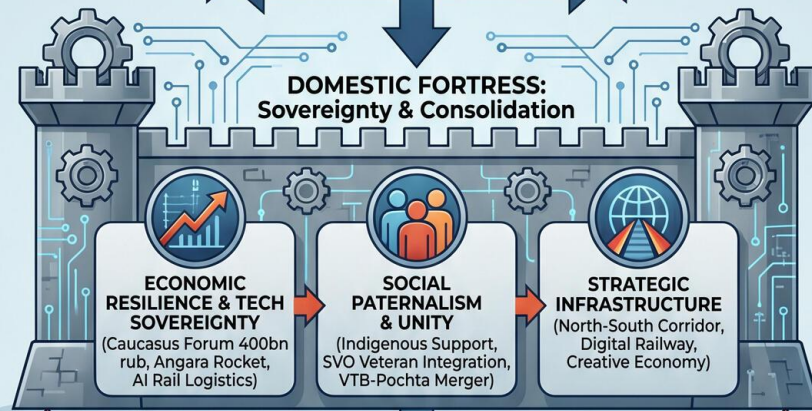 DOMESTIC FORTRESS:
Sovereignty & Consolidation
ECONOMIC
RESILIENCE & TECH
SOVEREIGNTY
(Caucasus Forum 400bn
rub, Angara Rocket,
AI Rail Logistics)
SOCIAL
PATERNALISM
& UNITY
(Indigenous Support,
SVO Veteran Integration,
VTB-Pochta Merger)
STRATEGIC
INFRASTRUCTURE
(North-South Corridor,
Digital Railway,
Creative Economy)